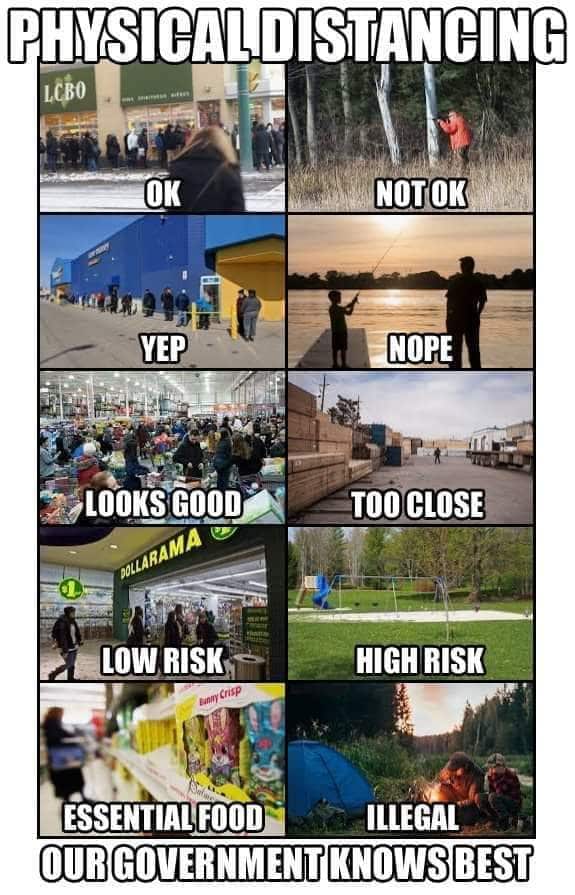 PHYSICAL DISTANCING
LCBO
OK
NOT OK
YEP
NOPE
LOOKS GOOD
TOO CLOSE
DOLLARAMA
$1
LOW RISK
HIGH RISK
Bunny Crisp
ESSENTIAL FOOD
ILLEGAL
OUR GOVERNMENT KNOWS BEST